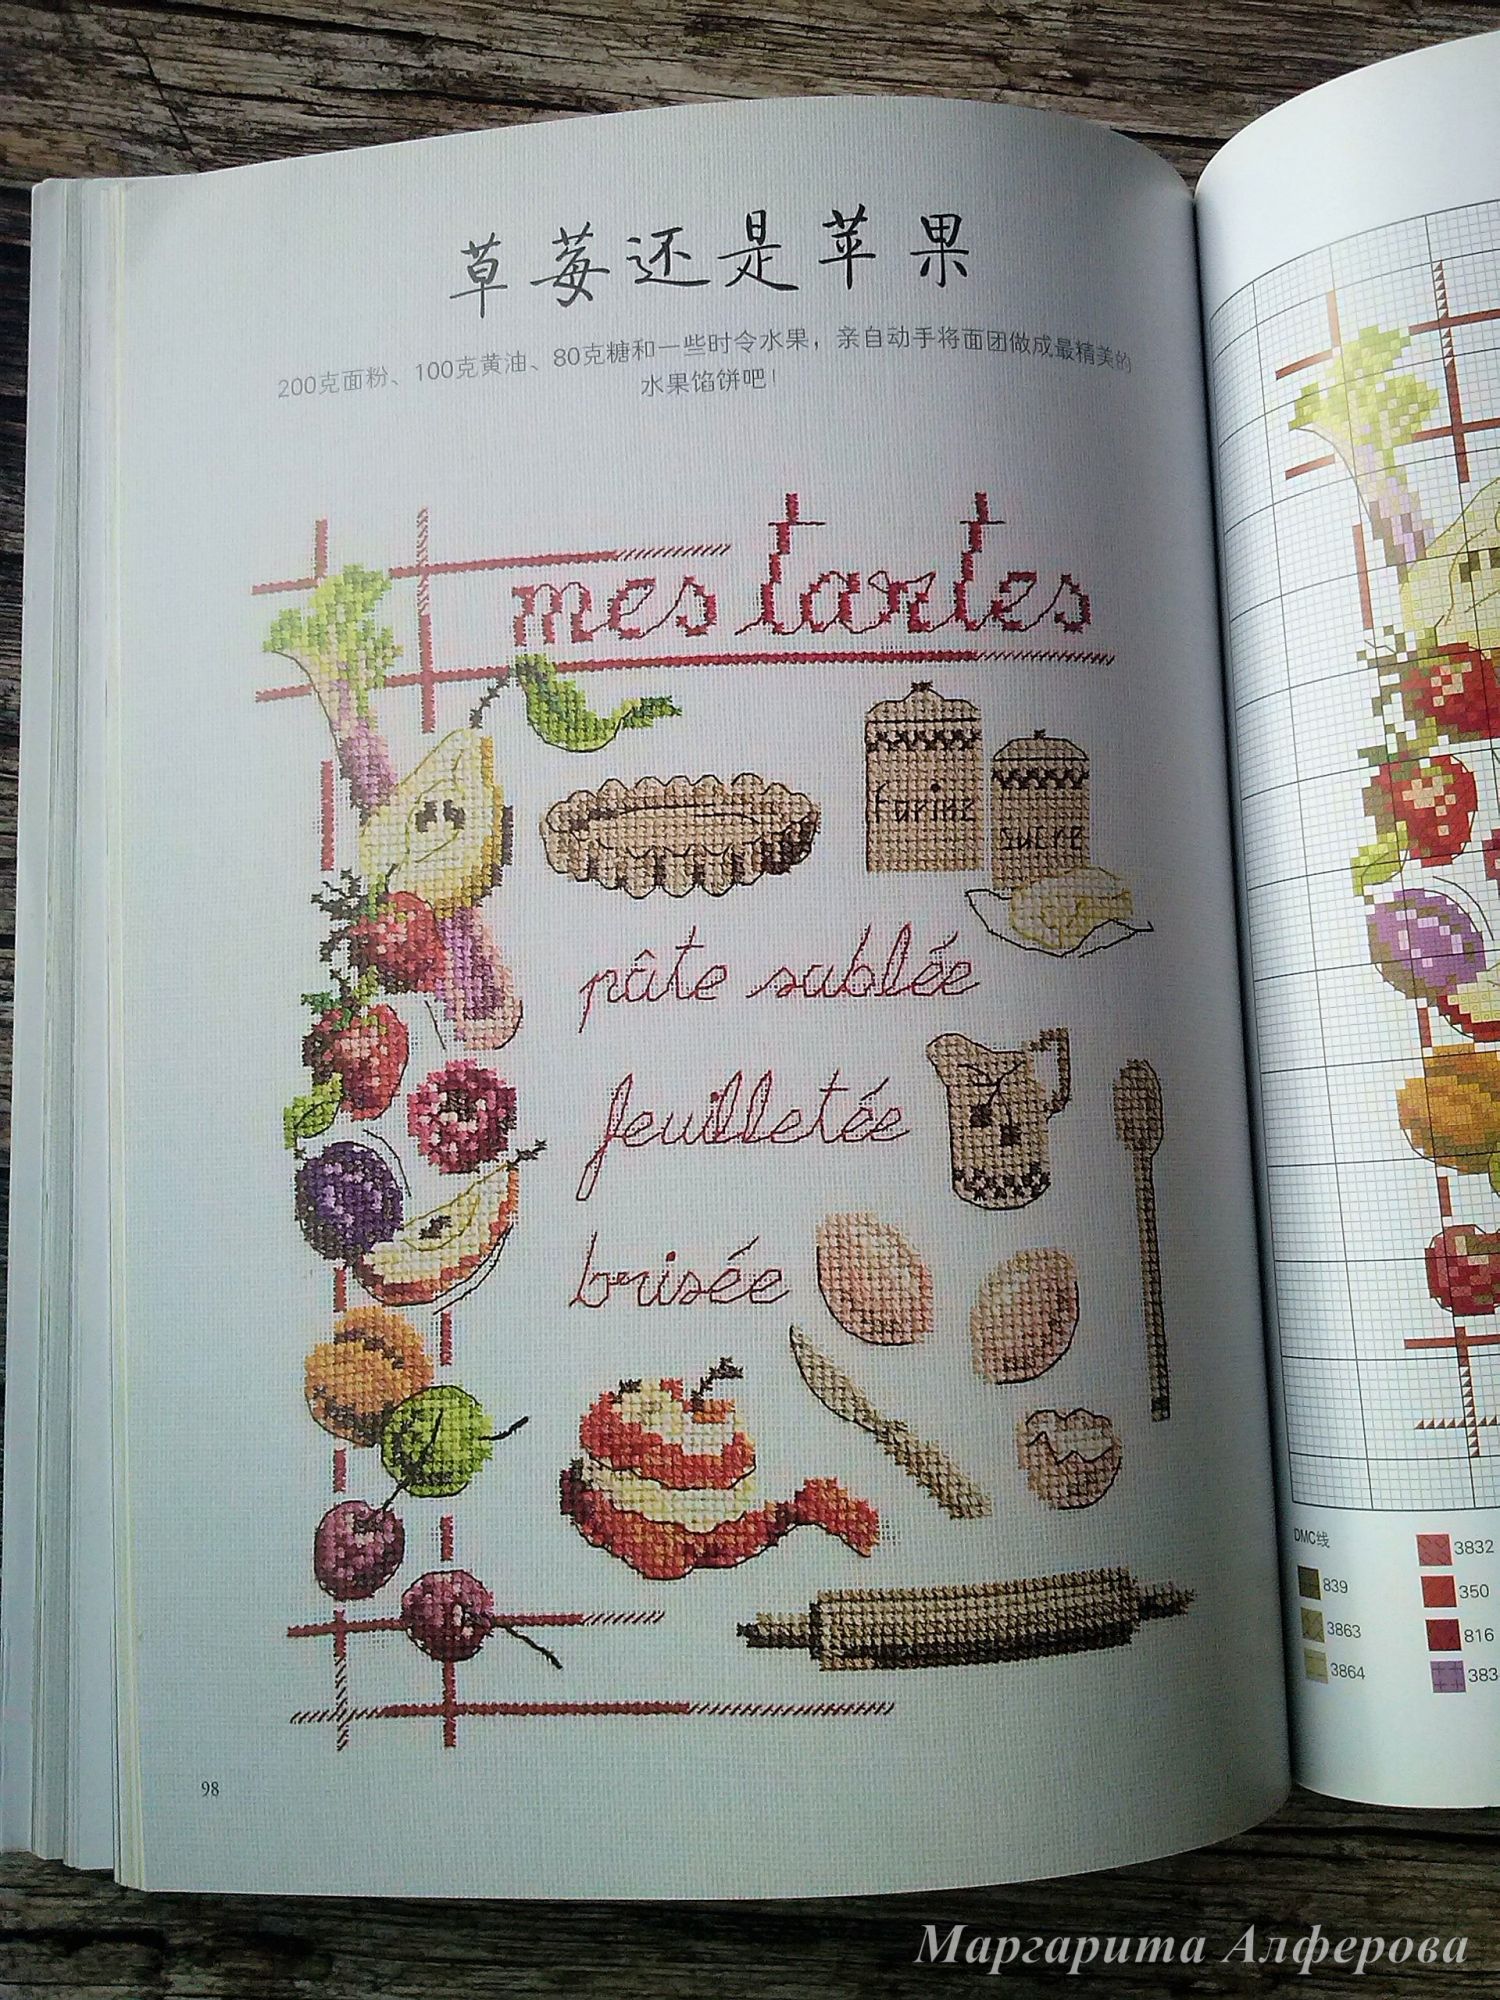 草莓还是苹果
200克面粉、100克黄油、80克糖和一些时令水果，亲自动手将面团做成最精美的
水果馅饼吧！
mes tartes
farine
sucre
pâte sablée
feuilletée
brisée
98
DMC线
839
3863
3864
3832
350
816
Маргарита Алферова